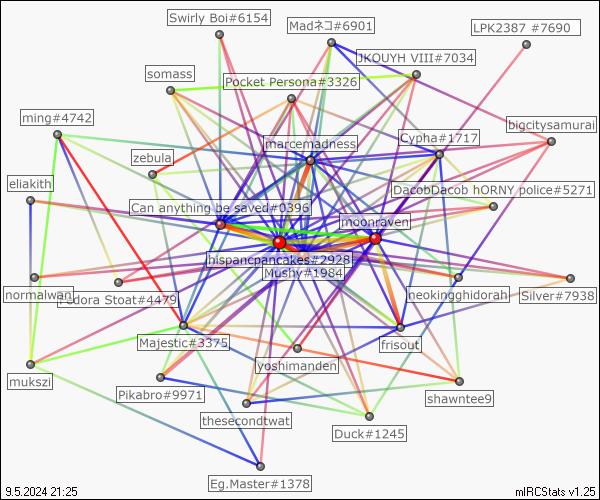 Swirly Boi#6154
Madネコ#6901
LPK2387 #7690
JKOUYH VIII#7034
somass
Pocket Persona#3326
ming#4742
bigcitysamurai
marcemadness
Cypha#1717
zebula
eliakith
DacobDacob hORNY police#5271
Can anything be saved#0396
moonraven
hispancpancakes#2928
Mushy#1984
normalwan
Fedora Stoat#4479
neokingghidorah
Silver#7938
Majestic#3375
frisout
yoshimanden
mukszi
Pikabro#9971
shawntee9
thesecondtwat
Duck#1245
Eg.Master#1378
9.5.2024 21:25
mIRCStats v1.25